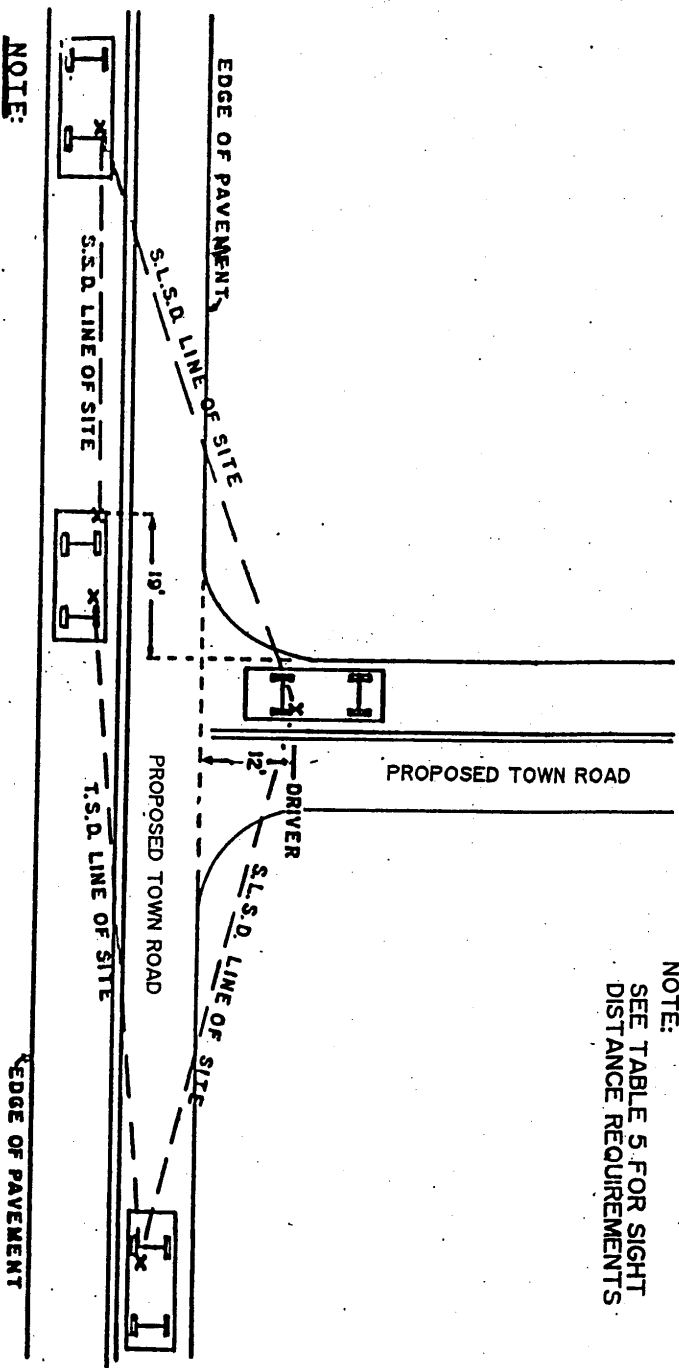 NOTE:
SEE TABLE 5 FOR SIGHT
DISTANCE REQUIREMENTS
PROPOSED TOWN ROAD
EDGE OF PAVEMENT
S.L.S.D. LINE OF SITE
19'
12'
DRIVER
S.L.S.D. LINE OF SITE
PROPOSED TOWN ROAD
S.S.D. LINE OF SITE
T.S.D. LINE OF SITE
EDGE OF PAVEMENT
NOTE: